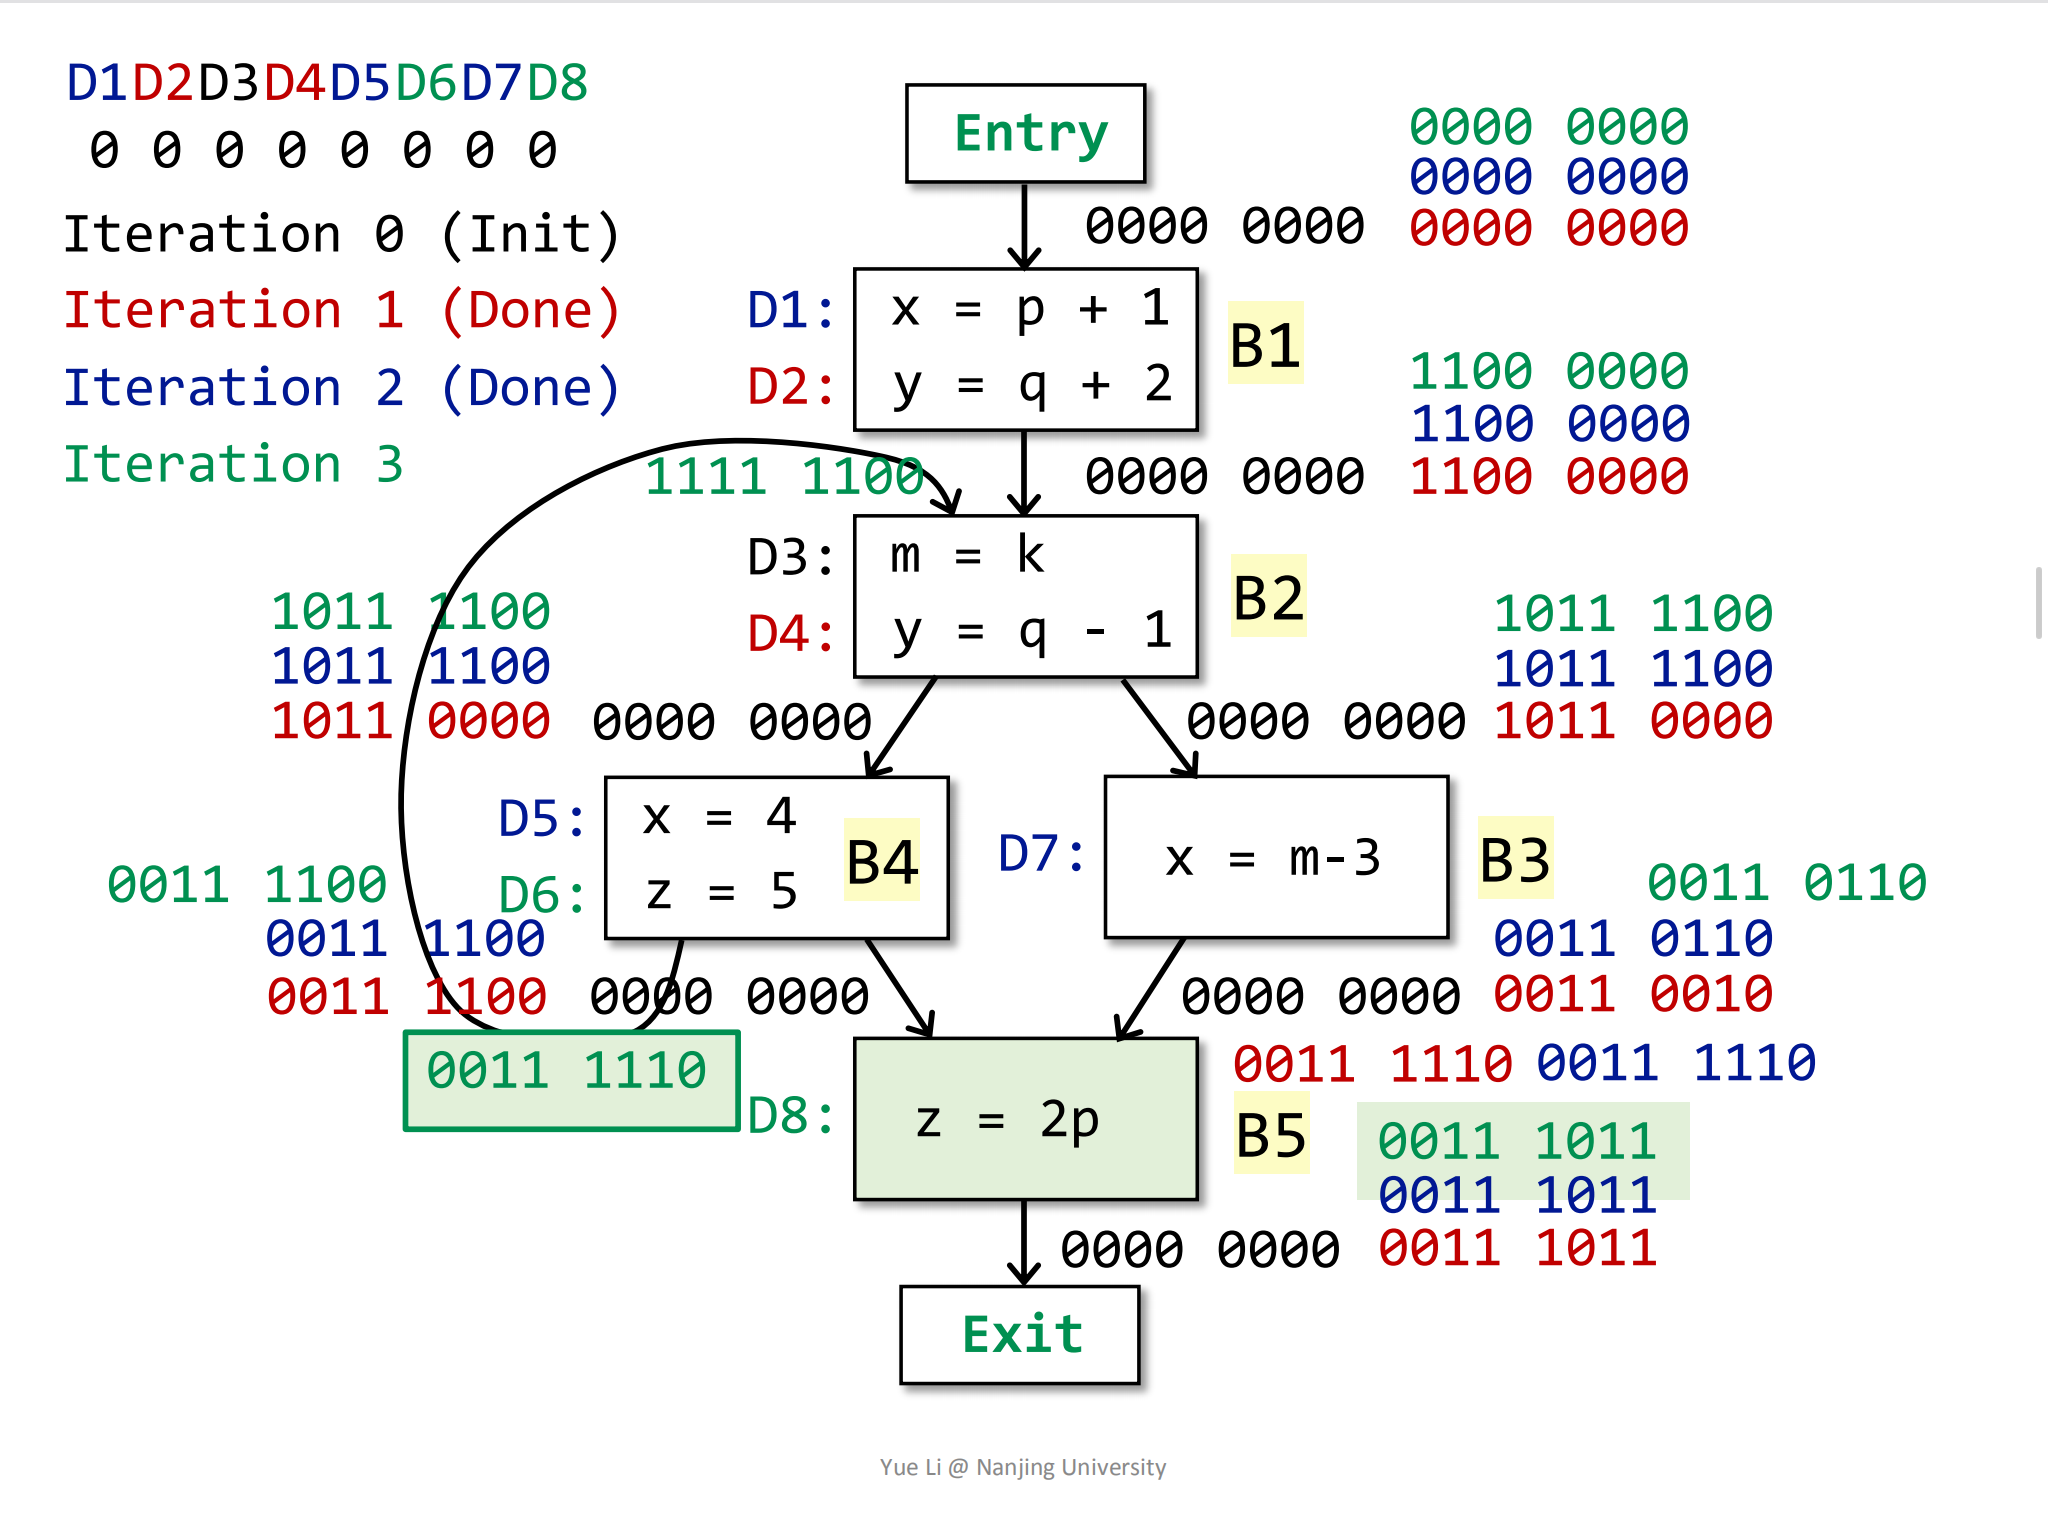 D1D2D3D4D5D6D7D8
0 0 0 0 0 0 0 0
Iteration 0 (Init)
Iteration 1 (Done)
Iteration 2 (Done)
Iteration 3
Entry
0000 0000
0000 0000
0000 0000 0000 0000
D1: x = p + 1
D2: y = q + 2
B1
1100 0000
1100 0000
1111 1100 0000 0000 1100 0000
D3: m = k
D4: y = q - 1
B2
1011 1100
1011 1100
1011 0000 0000 0000
1011 1100
1011 1100
0000 0000 1011 0000
D5: x = 4
D6: z = 5
B4
D7: x = m-3
B3
0011 1100
0011 1100
0011 1100 0000 0000
0011 0110
0011 0110
0000 0000 0011 0010
0011 1110
0011 1110 0011 1110
D8: z = 2p
B5
0011 1011
0011 1011
0000 0000 0011 1011
Exit
Yue Li @ Nanjing University